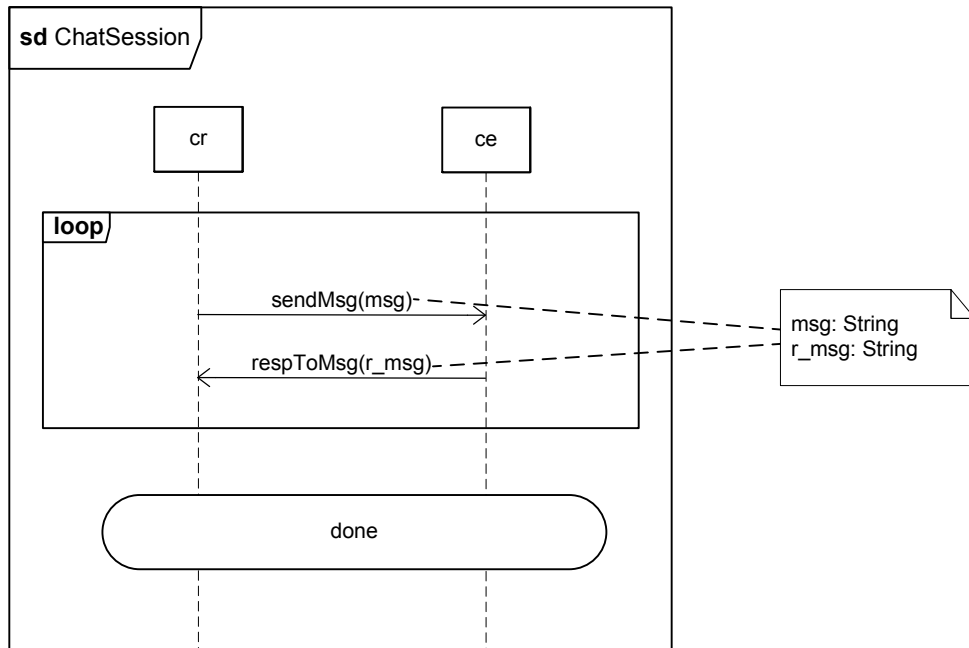 sd ChatSession
cr
ce
loop
sendMsg(msg)
respToMsg(r_msg)
msg: String
r_msg: String
done